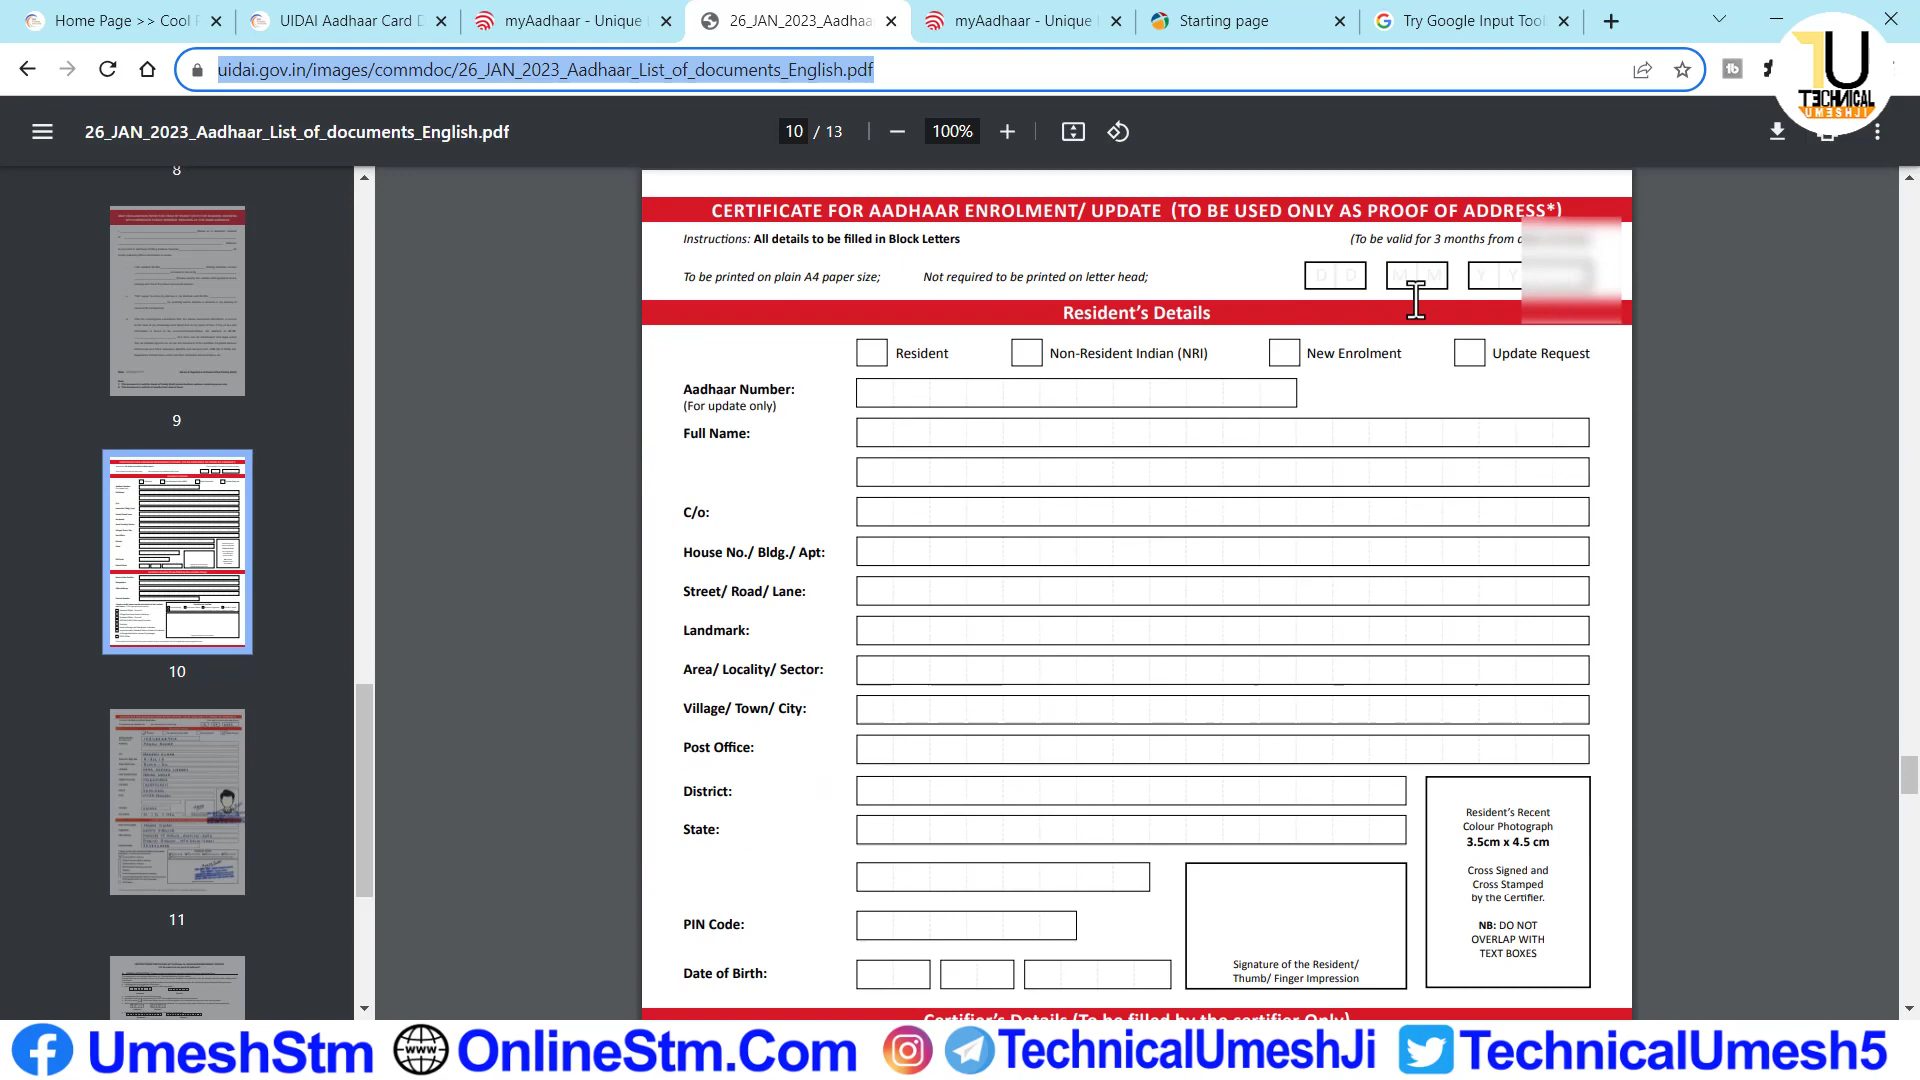 Home Page >> Cool
UIDAI Aadhaar Card D
myAadhaar - Unique
26_JAN_2023_Aadhaa
myAadhaar - Unique
Starting page
Try Google Input Tool
uidai.gov.in/images/commdoc/26_JAN_2023_Aadhaar_List_of_documents_English.pdf
U
TECHNICAL
UMESHJI
26_JAN_2023_Aadhaar_List_of_documents_English.pdf
10 / 13
100%
8
9
10
11
CERTIFICATE FOR AADHAAR ENROLMENT/ UPDATE (TO BE USED ONLY AS PROOF OF ADDRESS*)
Instructions: All details to be filled in Block Letters
(To be valid for 3 months from
To be printed on plain A4 paper size; Not required to be printed on letter head;
D D M M Y Y
Resident's Details
Resident Non-Resident Indian (NRI) New Enrolment Update Request
Aadhaar Number:
(For update only)
Full Name:
C/o:
House No./ Bldg./ Apt:
Street/ Road/ Lane:
Landmark:
Area/ Locality/ Sector:
Village/ Town/ City:
Post Office:
District:
State:
PIN Code:
Date of Birth:
Signature of the Resident/
Thumb/ Finger Impression
Resident's Recent
Colour Photograph
3.5cm x 4.5 cm
Cross Signed and
Cross Stamped
by the Certifier.
NB: DO NOT
OVERLAP WITH
TEXT BOXES
Certifier's Details (To be filled by the certifier Only)
UmeshStm
www
OnlineStm.Com
TechnicalUmeshJi
TechnicalUmesh5